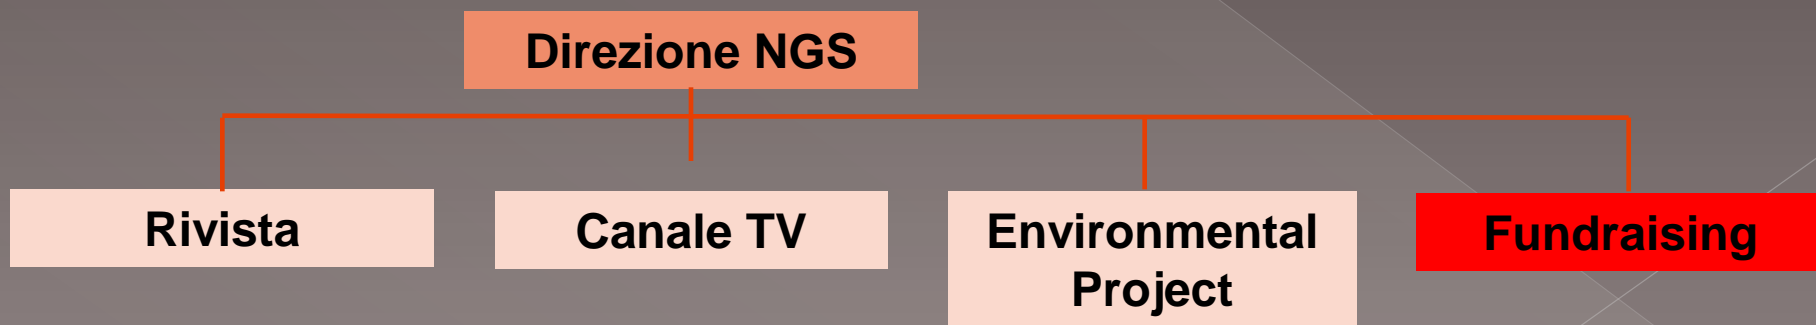 Direzione NGS
Rivista
Canale TV
Environmental
Project
Fundraising